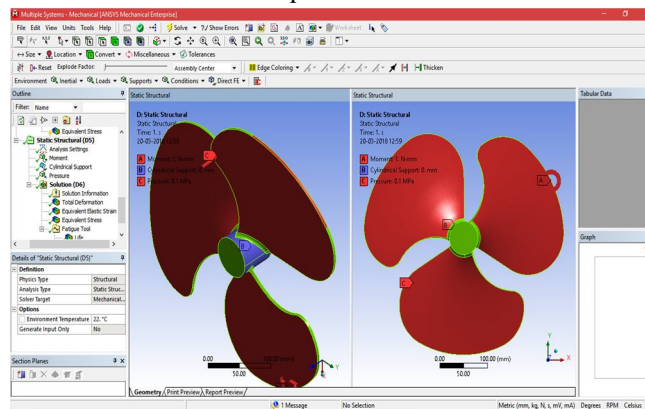 Multiple Systems - Mechanical [ANSYS Mechanical Enterprise]
File Edit View Units Tools Help Solve ?/ Show Errors Worksheet
Size Location Convert Miscellaneous Tolerances
Reset Explode Factor: Assembly Center Edge Coloring Thicken
Environment Inertial Loads Supports Conditions Direct FE
Outline
Filter: Name
Equivalent Stress
Static Structural (D5)
Analysis Settings
Moment
Cylindrical Support
Pressure
Solution (D6)
Solution Information
Total Deformation
Equivalent Elastic Strain
Equivalent Stress
Fatigue Tool
Life
Details of "Static Structural (D5)"
Definition
Physics Type Structural
Analysis Type Static Struc...
Solver Target Mechanical...
Options
Environment Temperature 22. °C
Generate Input Only No
Section Planes
Static Structural
D: Static Structural
Static Structural
Time: 1. s
20-03-2018 12:59
A Moment: 1. N·mm
B Cylindrical Support: 0. mm
C Pressure: 0.1 MPa
C
B
0.00 100.00 (mm)
50.00
Y
X
Geometry Print Preview Report Preview
Static Structural
D: Static Structural
Static Structural
Time: 1. s
20-03-2018 12:59
A Moment: 1. N·mm
B Cylindrical Support: 0. mm
C Pressure: 0.1 MPa
A
B
C
0.00 100.00 (mm)
50.00
Y
X
Tabular Data
Graph
1 Message No Selection Metric (mm, kg, N, s, mV, mA) Degrees RPM Celsius